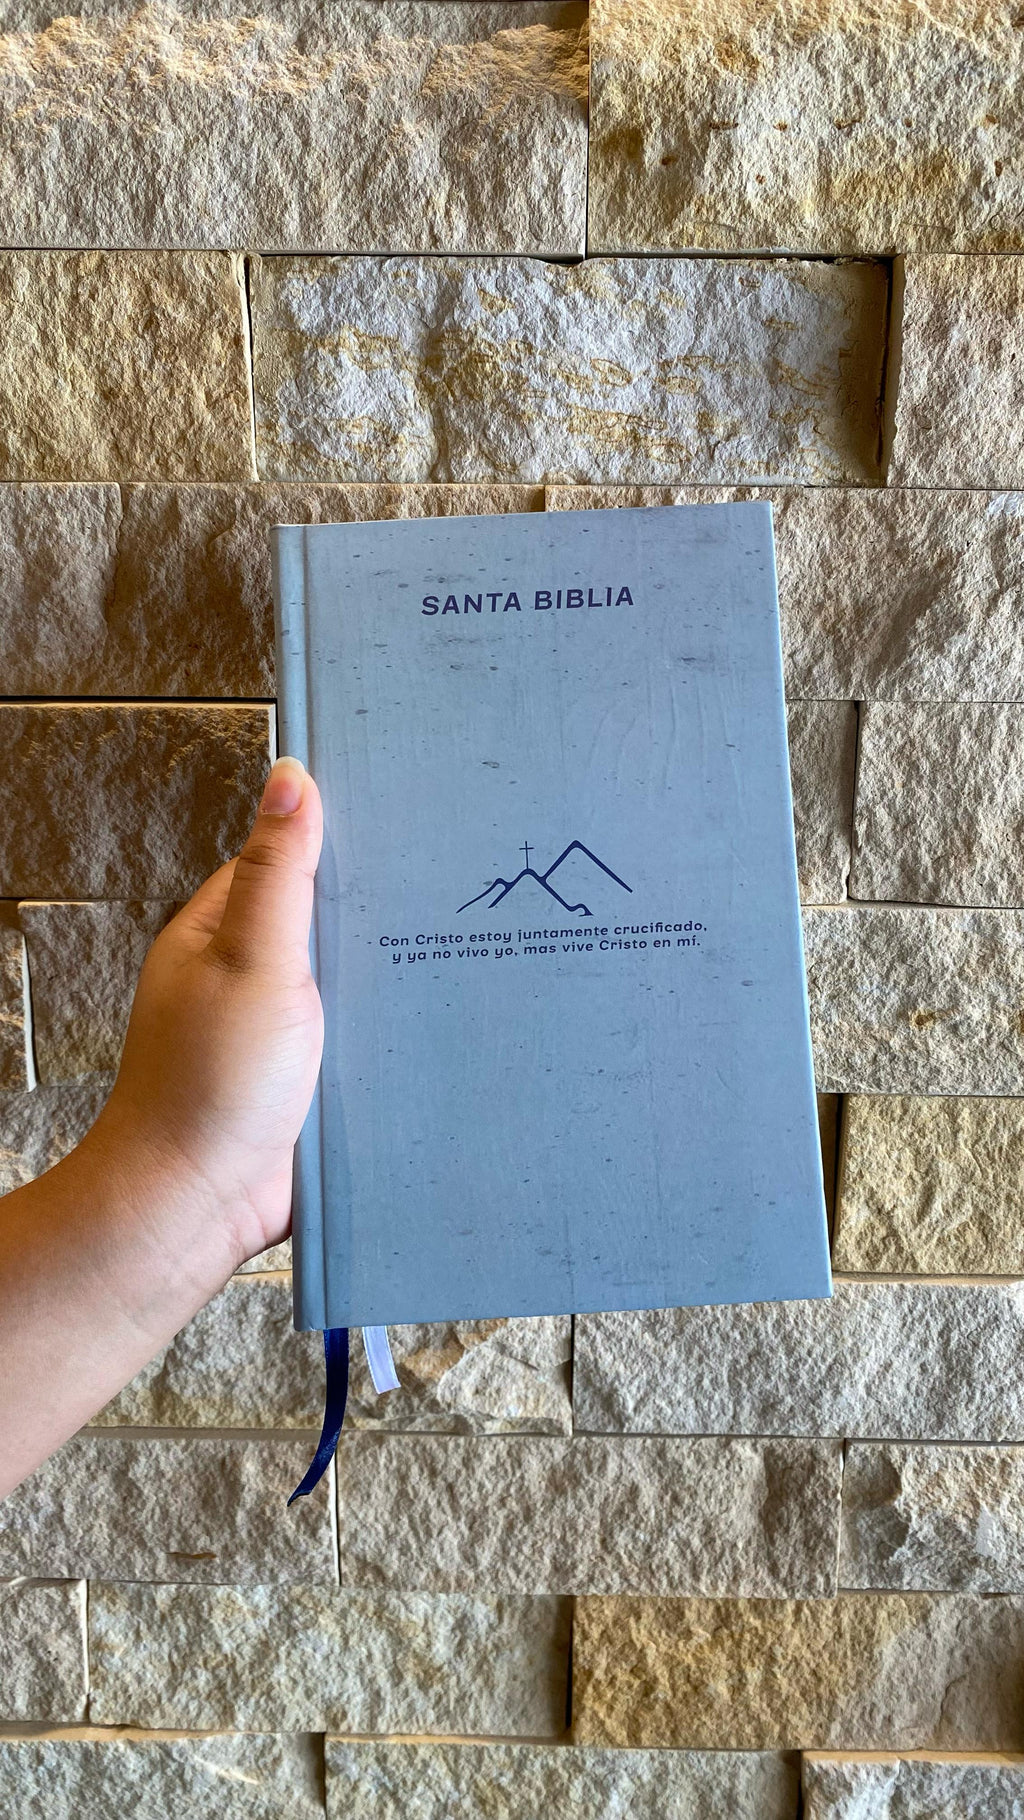 SANTA BIBLIA
Con Cristo estoy juntamente crucificado,
y ya no vivo yo, mas vive Cristo en mí.